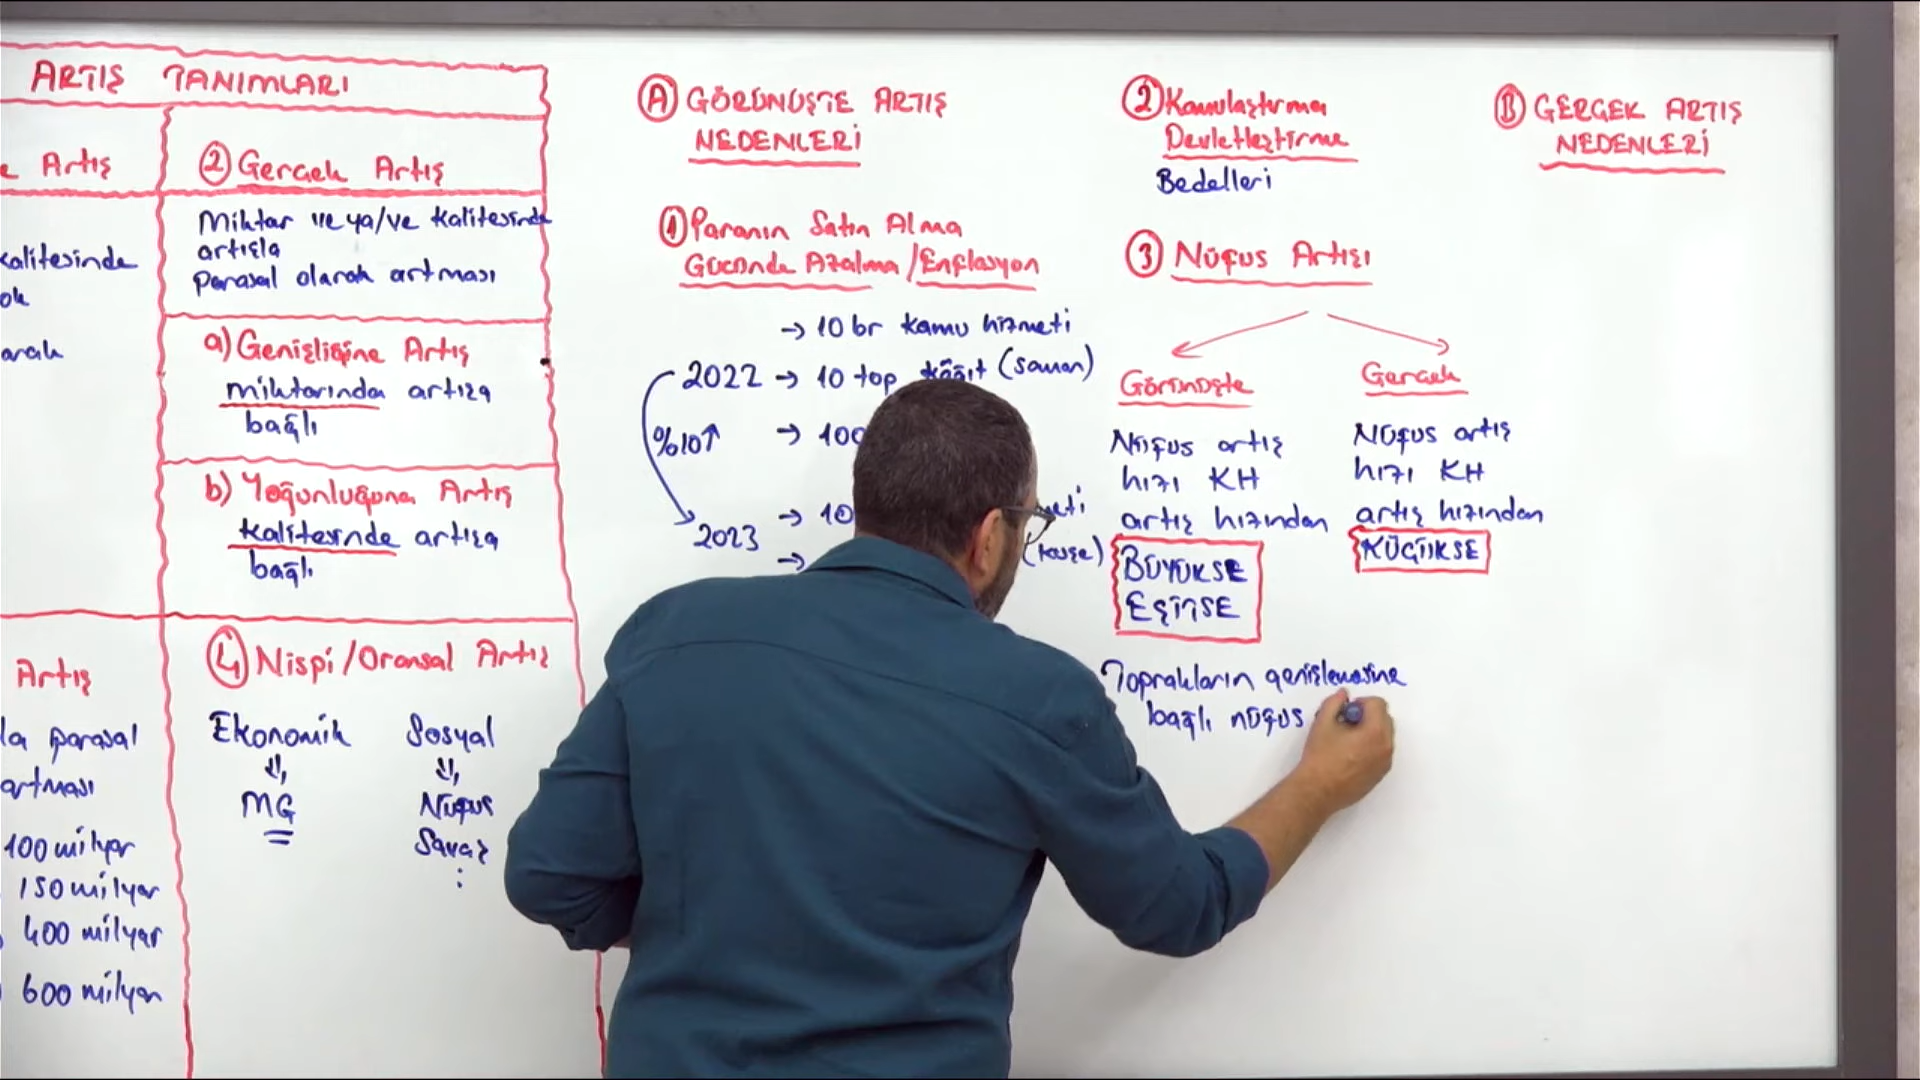 ARTIŞ TANIMLARI
Artış
② Gerçek Artış
kalitesinde
Miktar veya/ve kalitesinde
artışla
parasal olarak artması
a) Genişliğine Artış
miktarında artışa
bağlı
b) Yoğunluğuna Artış
kalitesinde artışa
bağlı
Artış
parasal
artması
100 milyar
150 milyar
400 milyar
600 milyar
④ Nispi/Oransal Artış
Ekonomik
MG
Sosyal
Nüfus
Savaş
:
Ⓐ GÖRÜNÜŞTE ARTIŞ
NEDENLERİ
① Paranın Satın Alma
Gücünde Azalma/Enflasyon
→ 10 br kamu hizmeti
2022 → 10 top kâğıt (saman)
%10↑ → 100
→ 10
2023
→ (kuşe)
② Kamulaştırma
Devletleştirme
Bedelleri
③ Nüfus Artışı
Görünüşte
Nüfus artış
hızı KH
artış hızından
BÜYÜKSE
EŞİTSE
Gerçek
Nüfus artış
hızı KH
artış hızından
KÜÇÜKSE
Toprakların genişlemesine
bağlı nüfus
Ⓑ GERÇEK ARTIŞ
NEDENLERİ